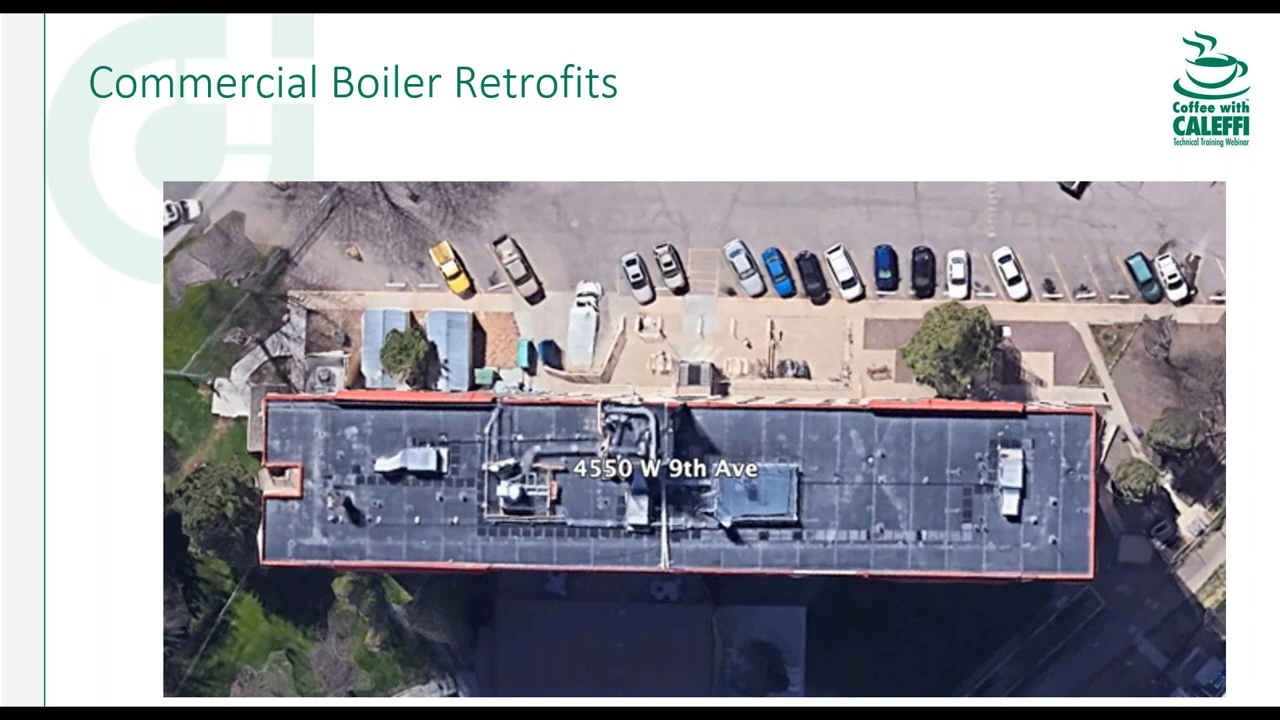 Commercial Boiler Retrofits
Coffee with
CALEFFI
Technical Training Webinar
4550 W 9th Ave